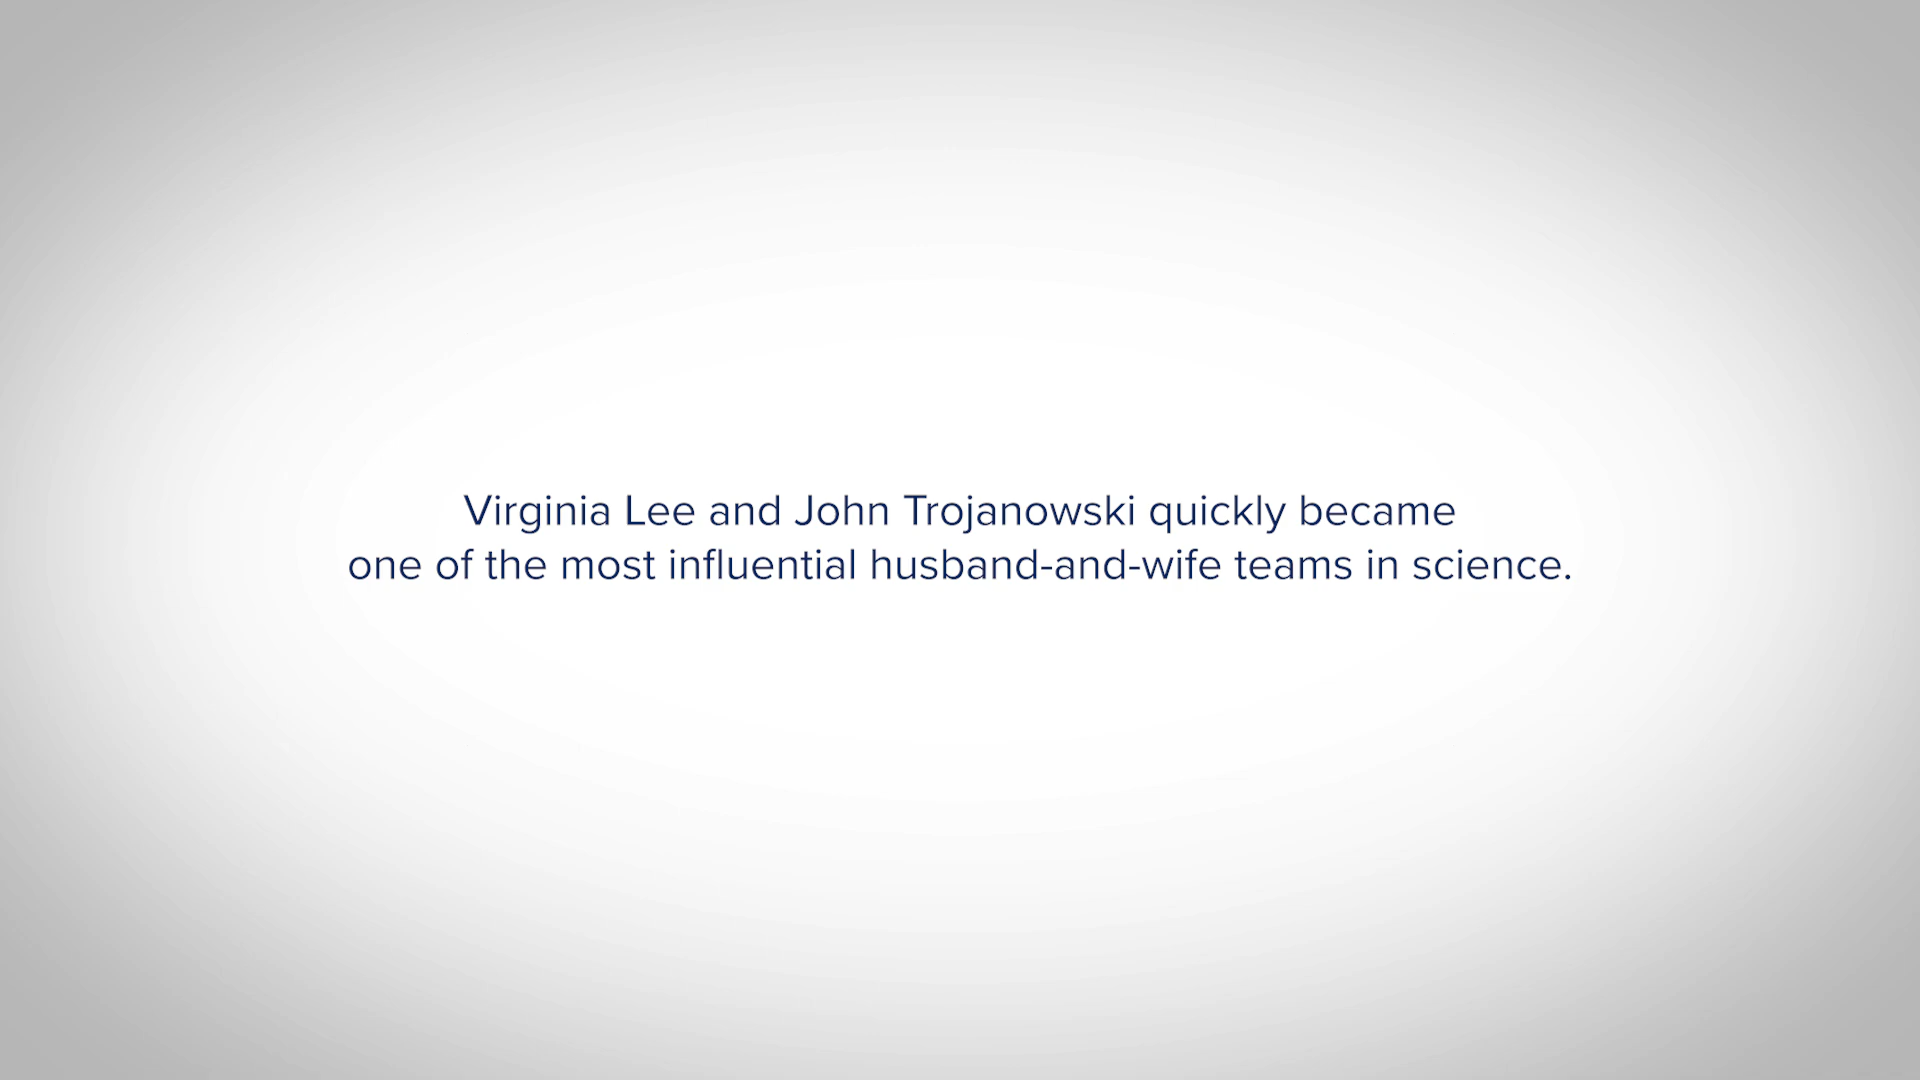 Virginia Lee and John Trojanowski quickly became
one of the most influential husband-and-wife teams in science.